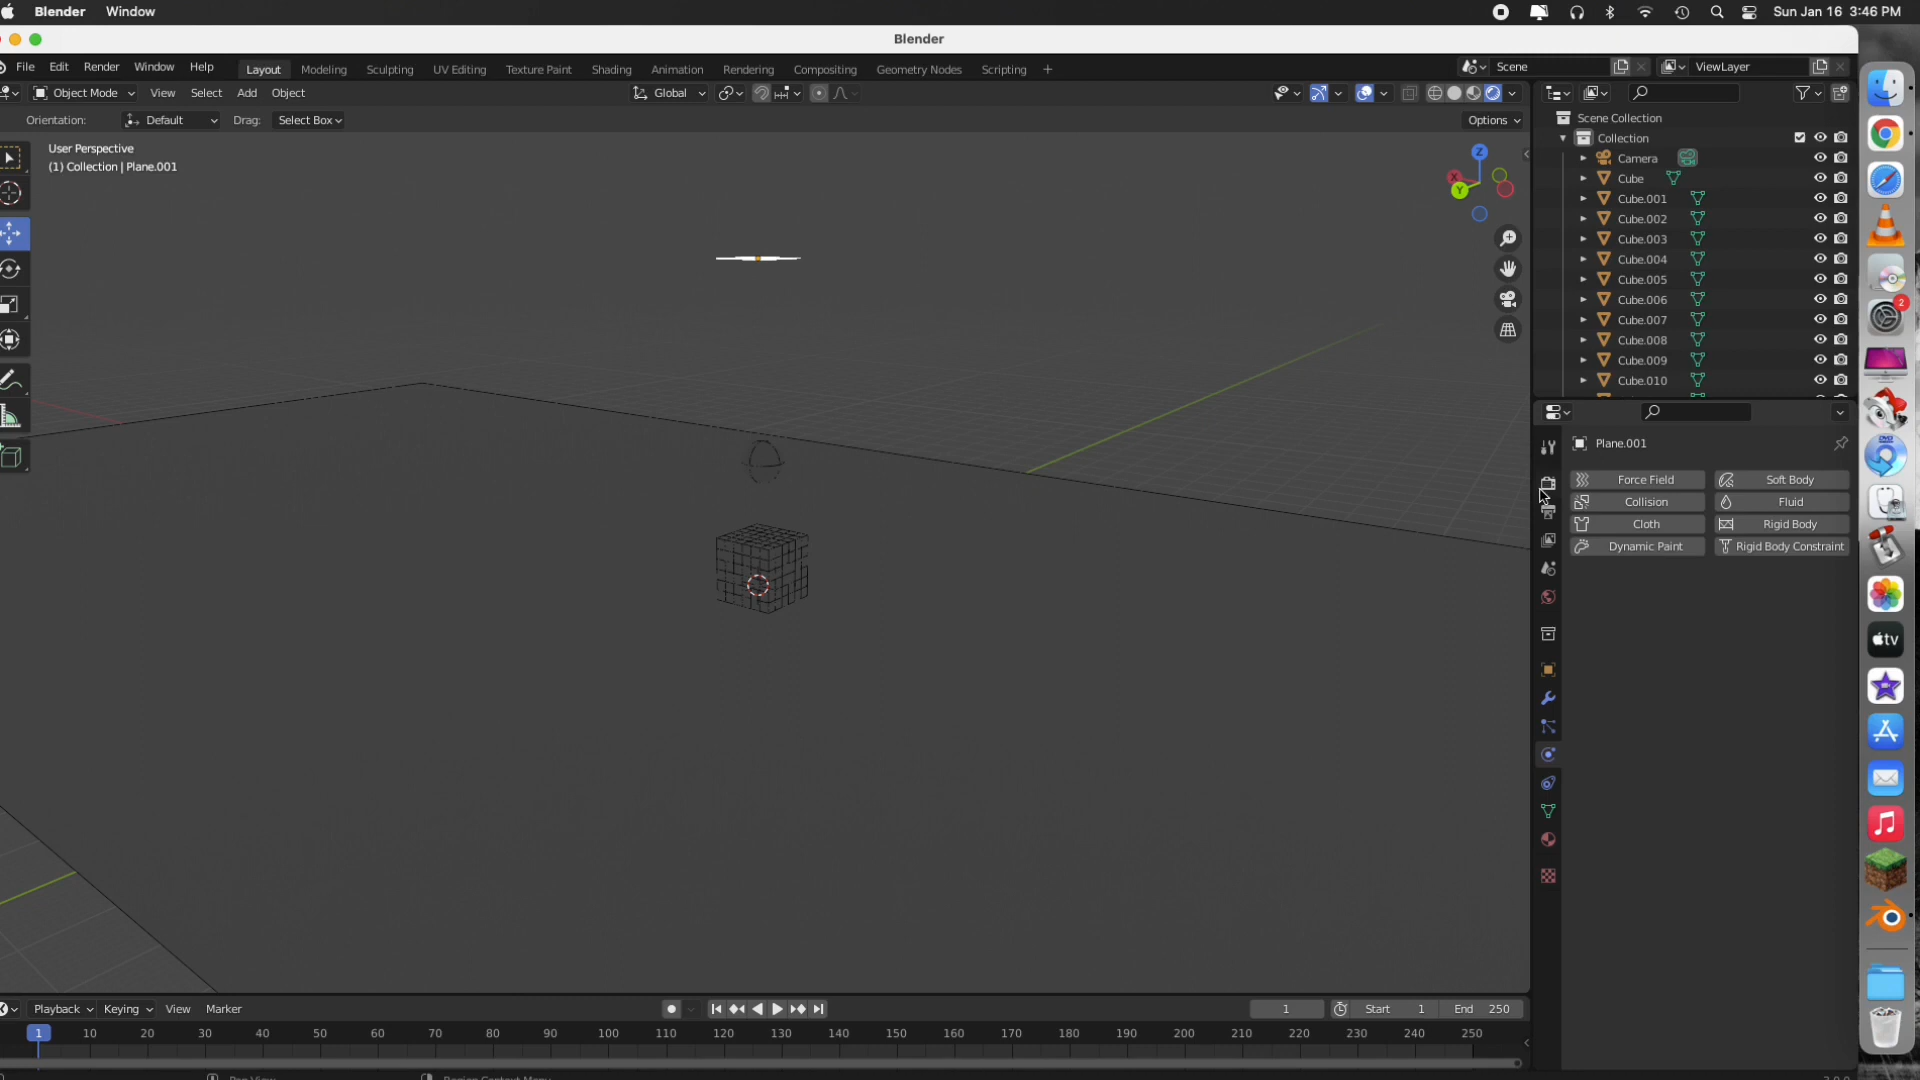 Blender Window Sun Jan 16 3:46 PM
Blender
File Edit Render Window Help Layout Modeling Sculpting UV Editing Texture Paint Shading Animation Rendering Compositing Geometry Nodes Scripting + Scene ViewLayer
Object Mode View Select Add Object Global
Orientation: Default Drag: Select Box Options
User Perspective
(1) Collection | Plane.001
Z
X
Y
Scene Collection
Collection
Camera
Cube
Cube.001
Cube.002
Cube.003
Cube.004
Cube.005
Cube.006
Cube.007
Cube.008
Cube.009
Cube.010
Plane.001
Force Field Soft Body
Collision Fluid
Cloth Rigid Body
Dynamic Paint Rigid Body Constraint
2
DVD
tv
Playback Keying View Marker 1 Start 1 End 250
1 10 20 30 40 50 60 70 80 90 100 110 120 130 140 150 160 170 180 190 200 210 220 230 240 250